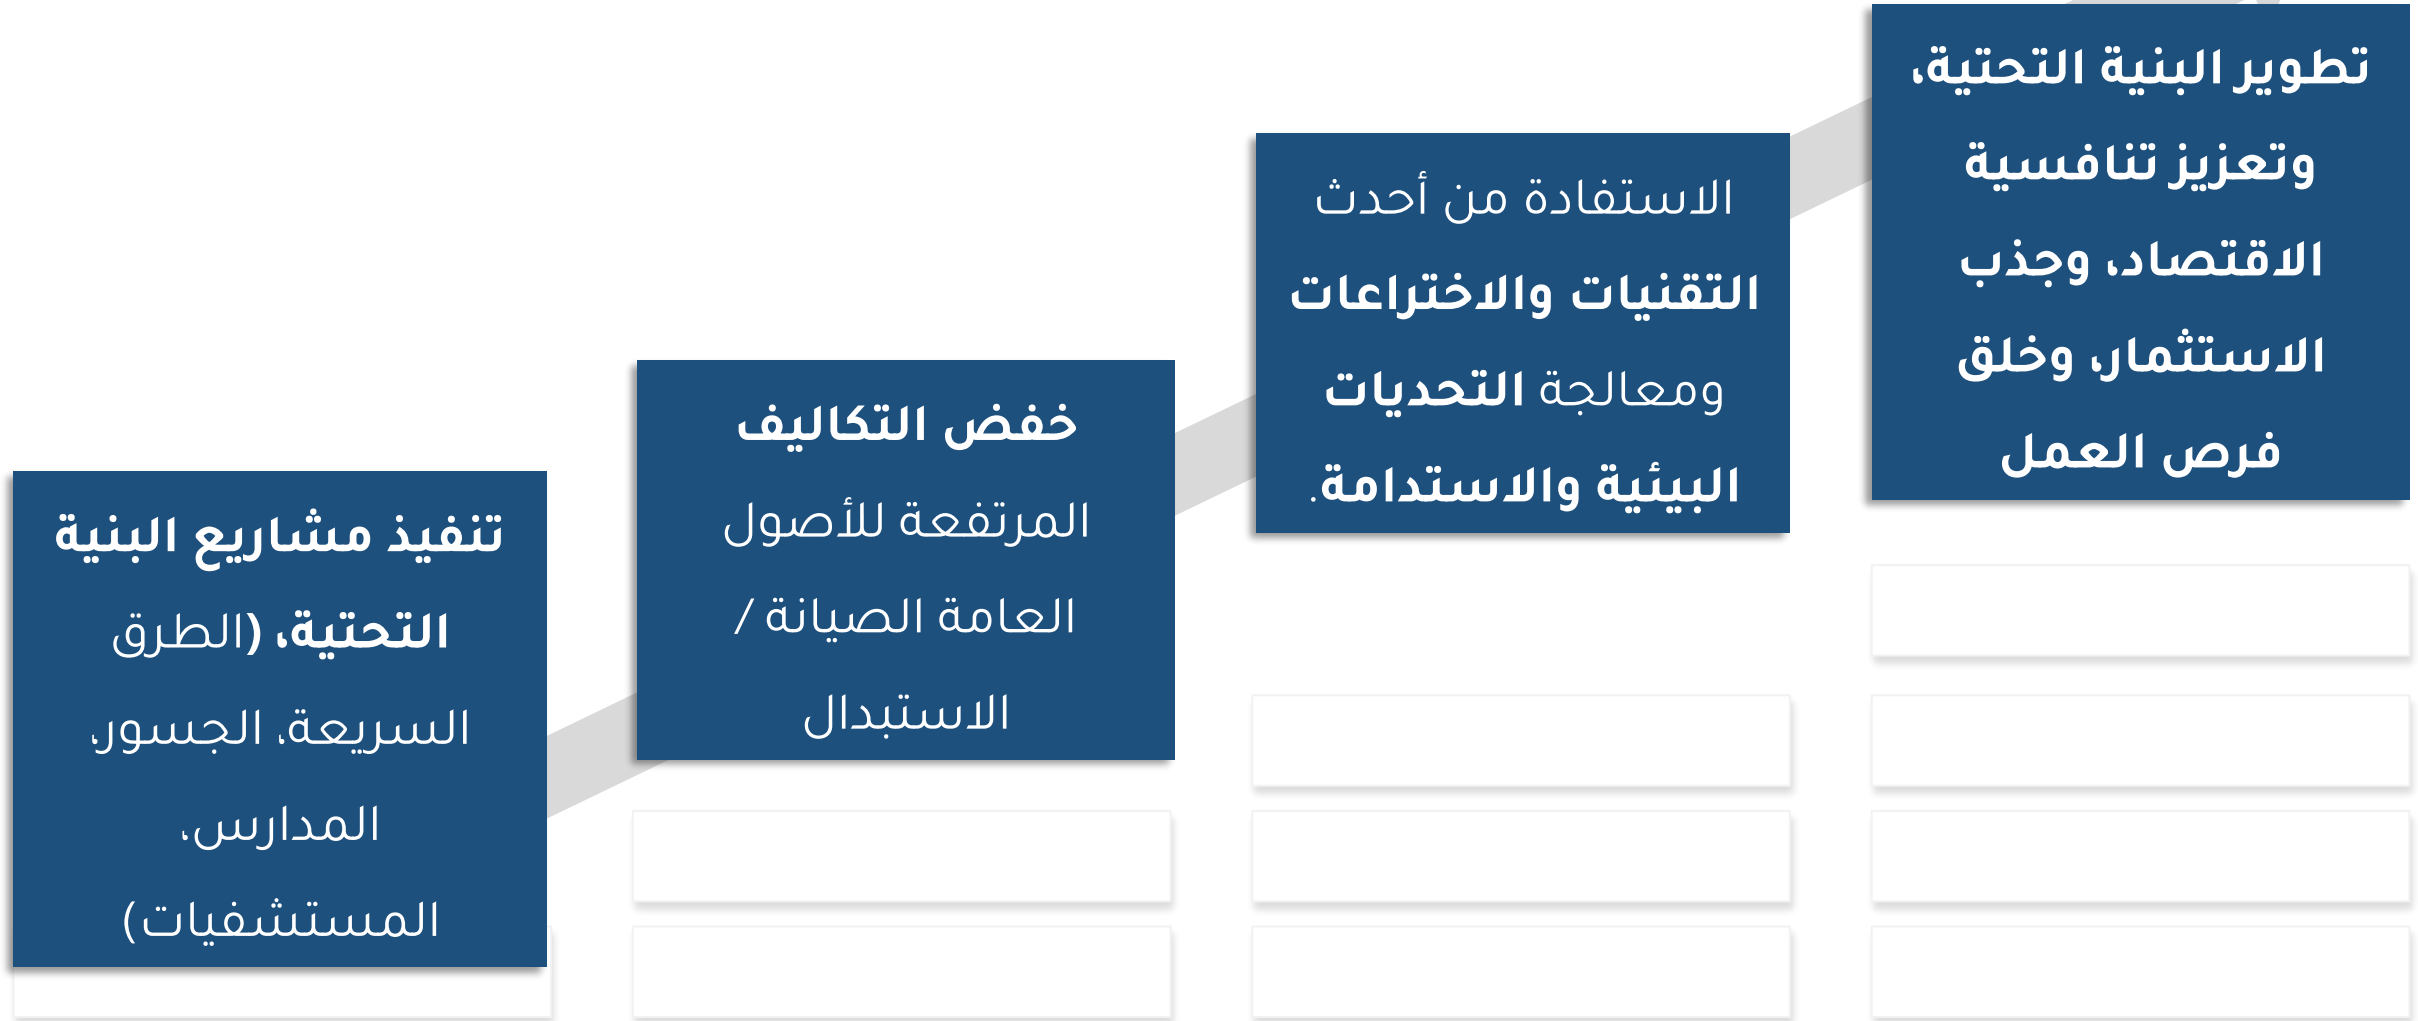 تطوير البنية التحتية،
وتعزيز تنافسية
الاقتصاد، وجذب
الاستثمار، وخلق
فرص العمل
الاستفادة من أحدث
التقنيات والاختراعات
ومعالجة التحديات
البيئية والاستدامة.
خفض التكاليف
المرتفعة للأصول
العامة الصيانة /
الاستبدال
تنفيذ مشاريع البنية
التحتية، (الطرق
السريعة، الجسور،
المدارس،
المستشفيات)